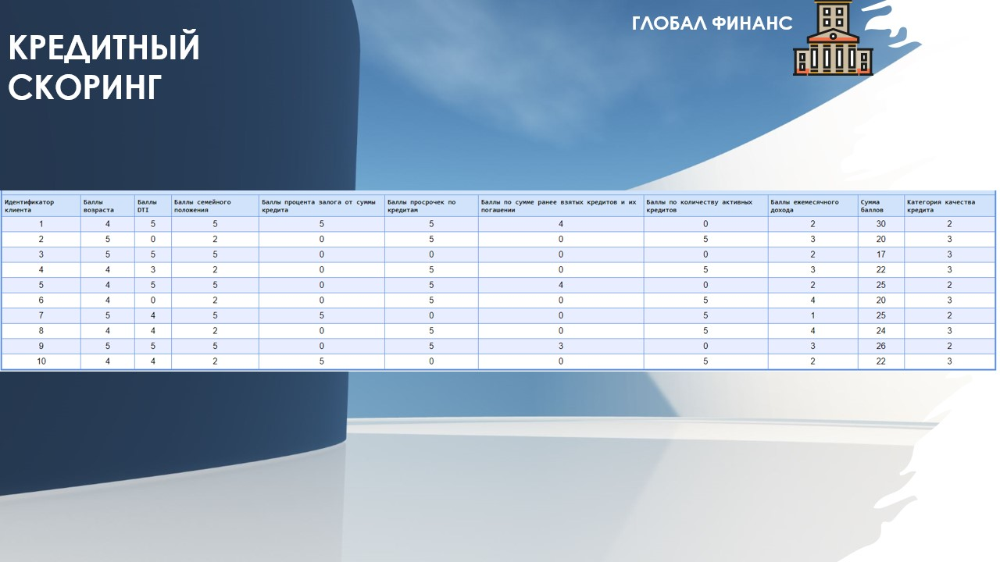 ГЛОБАЛ ФИНАНС
КРЕДИТНЫЙ
СКОРИНГ
Идентификатор клиента Баллы возраста Баллы DTI Баллы семейного положения Баллы процента залога от суммы кредита Баллы просрочек по кредитам Баллы по сумме ранее взятых кредитов и их погашении Баллы по количеству активных кредитов Баллы ежемесячного дохода Сумма баллов Категория качества кредита
1 4 5 5 5 5 4 0 2 30 2
2 5 0 2 0 5 0 5 3 20 3
3 5 5 5 0 0 0 0 2 17 3
4 4 3 2 0 5 0 5 3 22 3
5 4 5 5 0 5 4 0 2 25 2
6 4 0 2 0 5 0 5 4 20 3
7 5 4 5 5 0 0 5 1 25 2
8 4 4 2 0 5 0 5 4 24 3
9 5 5 5 0 5 3 0 3 26 2
10 4 4 2 5 0 0 5 2 22 3